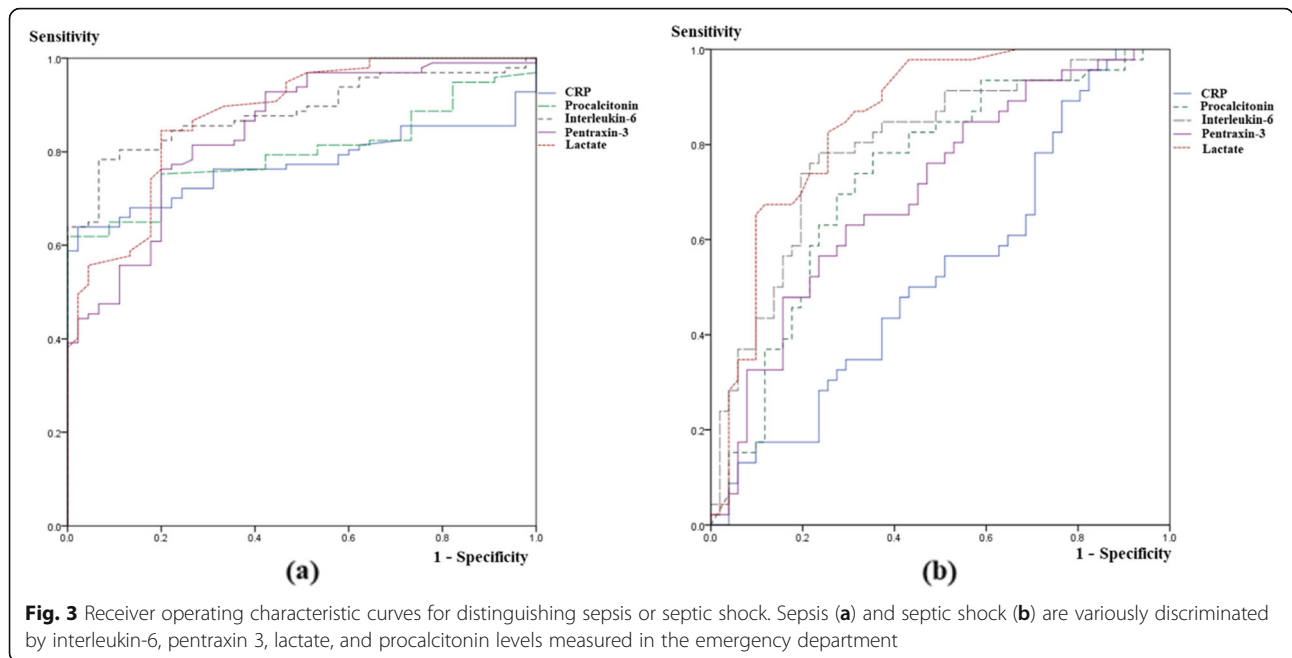 Sensitivity
1.0
0.8
0.6
0.4
0.2
0.0
0.0 0.2 0.4 0.6 0.8 1.0
1 - Specificity
CRP
Procalcitonin
Interleukin-6
Pentraxin-3
Lactate
(a)
Sensitivity
1.0
0.8
0.6
0.4
0.2
0.0
0.0 0.2 0.4 0.6 0.8 1.0
1 - Specificity
CRP
Procalcitonin
Interleukin-6
Pentraxin-3
Lactate
(b)
Fig. 3 Receiver operating characteristic curves for distinguishing sepsis or septic shock. Sepsis (a) and septic shock (b) are variously discriminated
by interleukin-6, pentraxin 3, lactate, and procalcitonin levels measured in the emergency department